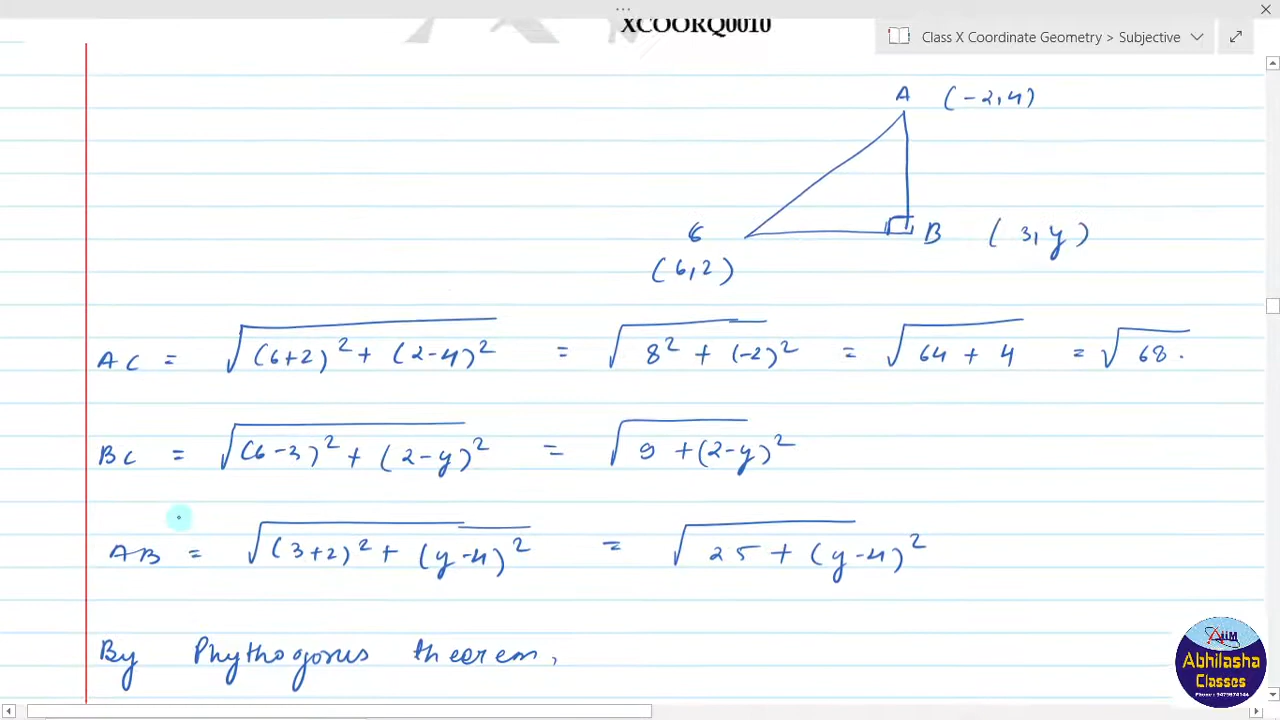 XCOORQ0010
Class X Coordinate Geometry > Subjective
A (-2,4)
B (3,y)
(6,2)
AC = √((6+2)² + (2-4)²) = √(8² + (-2)²) = √(64 + 4) = √68.
BC = √((6-3)² + (2-y)²) = √(9 + (2-y)²)
AB = √((3+2)² + (y-4)²) = √(25 + (y-4)²)
By Phythogorus theorem,
AIM
Abhilasha
Classes